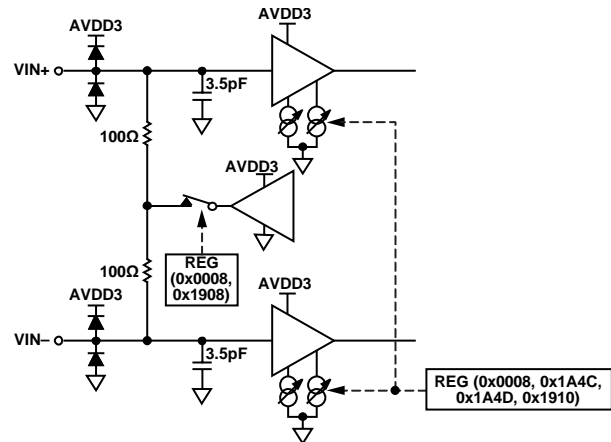 AVDD3
AVDD3
VIN+
3.5pF
100Ω
AVDD3
REG
(0x0008,
0x1908)
100Ω
AVDD3
AVDD3
VIN–
3.5pF
REG (0x0008, 0x1A4C,
0x1A4D, 0x1910)